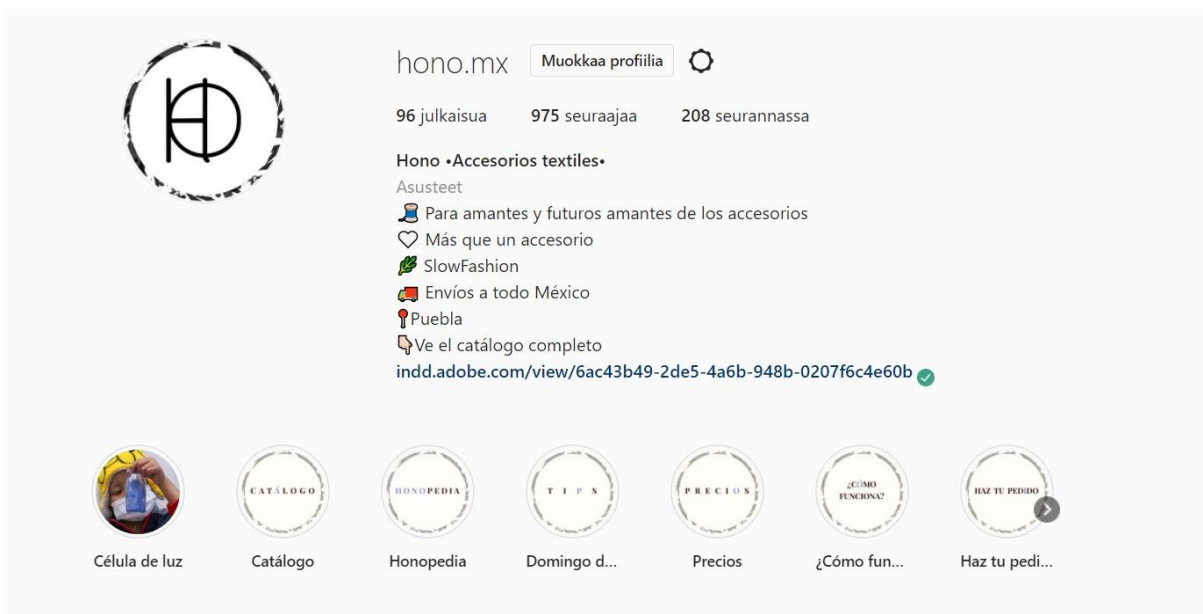 hono.mx Muokkaa profiilia
96 julkaisua 975 seuraajaa 208 seurannassa
Hono •Accesorios textiles•
Asusteet
Para amantes y futuros amantes de los accesorios
Más que un accesorio
SlowFashion
Envíos a todo México
Puebla
Ve el catálogo completo
indd.adobe.com/view/6ac43b49-2de5-4a6b-948b-0207f6c4e60b
CATÁLOGO
HONOPEDIA
TIPS
PRECIOS
¿CÓMO
FUNCIONA?
HAZ TU PEDIDO
Célula de luz Catálogo Honopedia Domingo d... Precios ¿Cómo fun... Haz tu pedi...